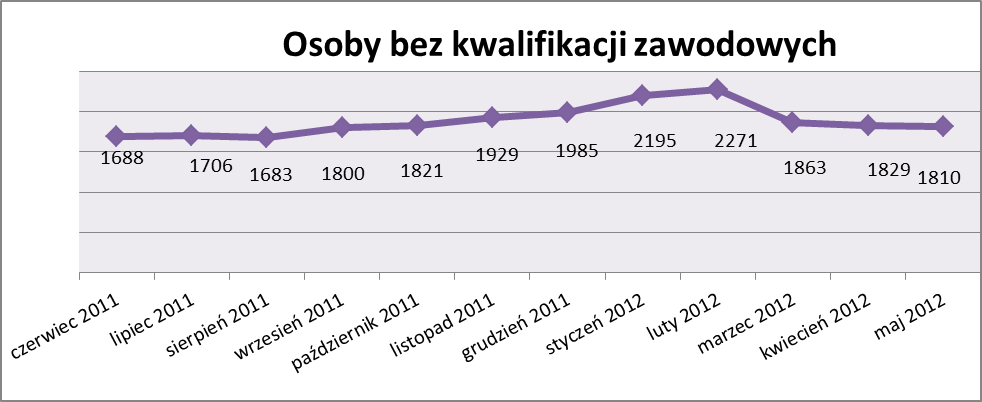 Osoby bez kwalifikacji zawodowych
1688
1706
1683
1800
1821
1929
1985
2195
2271
1863
1829
1810
czerwiec 2011
lipiec 2011
sierpień 2011
wrzesień 2011
październik 2011
listopad 2011
grudzień 2011
styczeń 2012
luty 2012
marzec 2012
kwiecień 2012
maj 2012